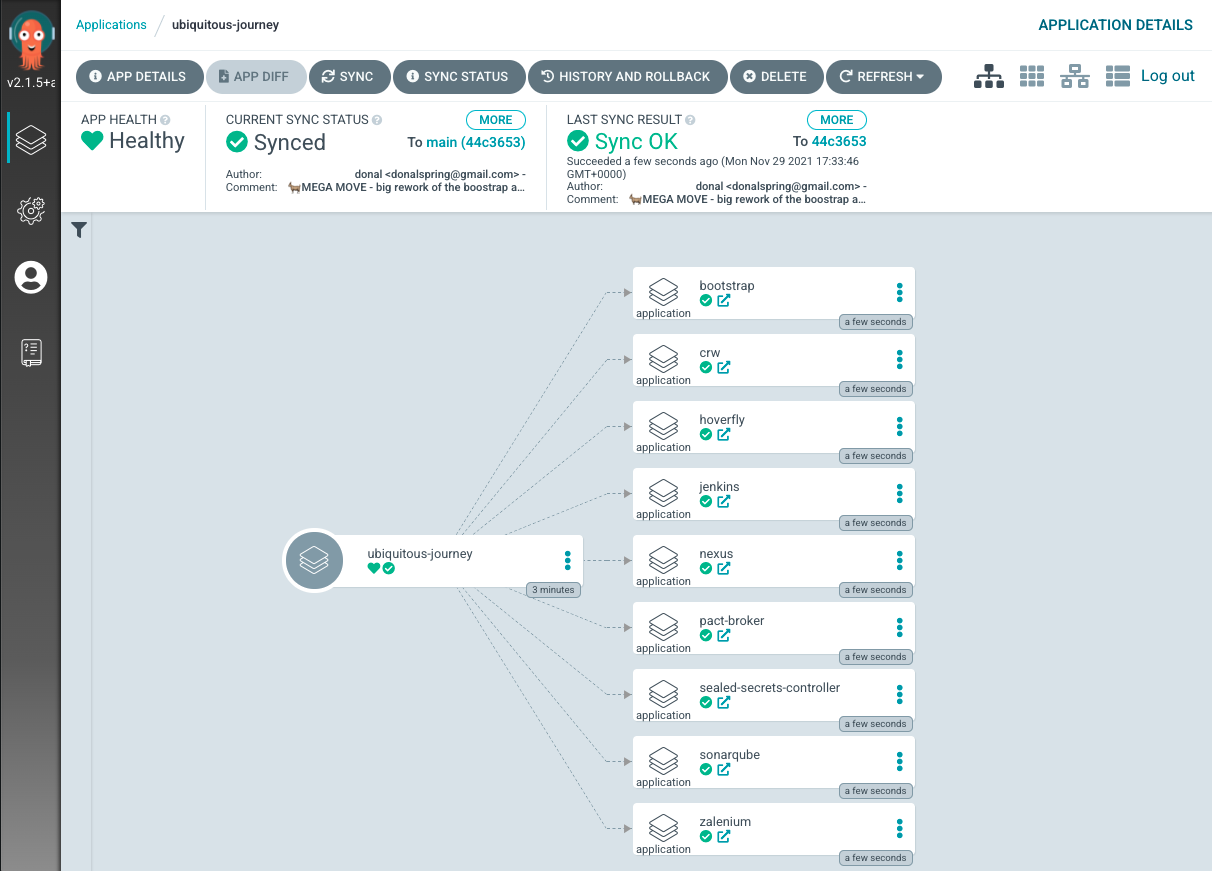 Applications / ubiquitous-journey
APPLICATION DETAILS
v2.1.5+a
APP DETAILS
APP DIFF
SYNC
SYNC STATUS
HISTORY AND ROLLBACK
DELETE
REFRESH
Log out
APP HEALTH
Healthy
CURRENT SYNC STATUS
MORE
Synced
To main (44c3653)
Author: donal <donalspring@gmail.com> -
Comment: 🐂MEGA MOVE - big rework of the boostrap a...
LAST SYNC RESULT
MORE
Sync OK
To 44c3653
Succeeded a few seconds ago (Mon Nov 29 2021 17:33:46
GMT+0000)
Author: donal <donalspring@gmail.com> -
Comment: 🐂MEGA MOVE - big rework of the boostrap a...
ubiquitous-journey
3 minutes
bootstrap
application
a few seconds
crw
application
a few seconds
hoverfly
application
a few seconds
jenkins
application
a few seconds
nexus
application
a few seconds
pact-broker
application
a few seconds
sealed-secrets-controller
application
a few seconds
sonarqube
application
a few seconds
zalenium
application
a few seconds